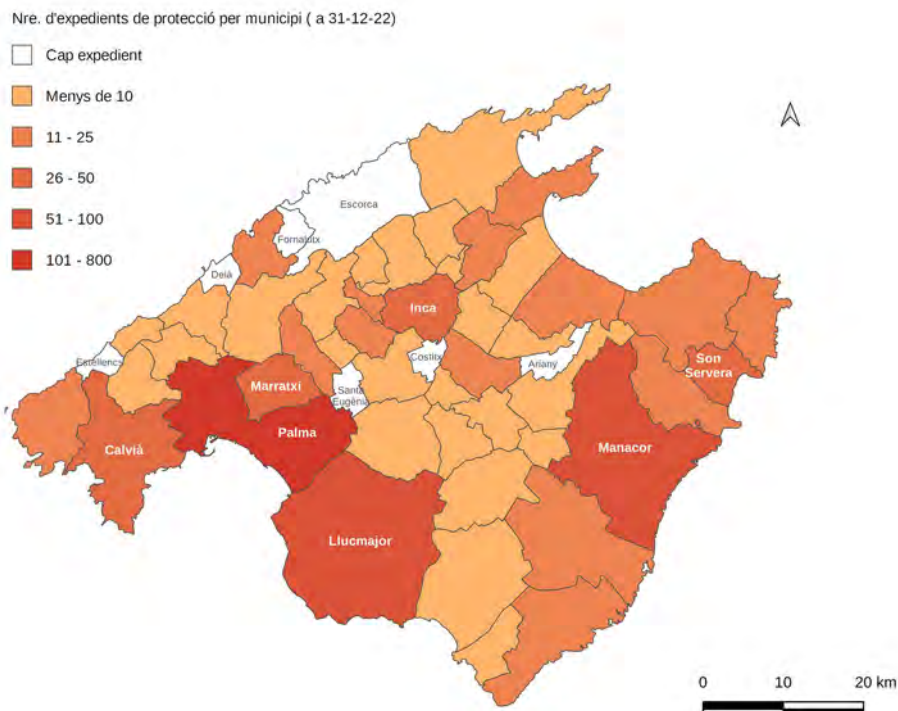 Nre. d'expedients de protecció per municipi ( a 31-12-22)
Cap expedient
Menys de 10
11 - 25
26 - 50
51 - 100
101 - 800
Escorca
Fornalutx
Deià
Inca
Estellencs
Costitx
Ariany
Son
Servera
Marratxí
Santa
Eugènia
Palma
Calvià
Manacor
Llucmajor
0 10 20 km